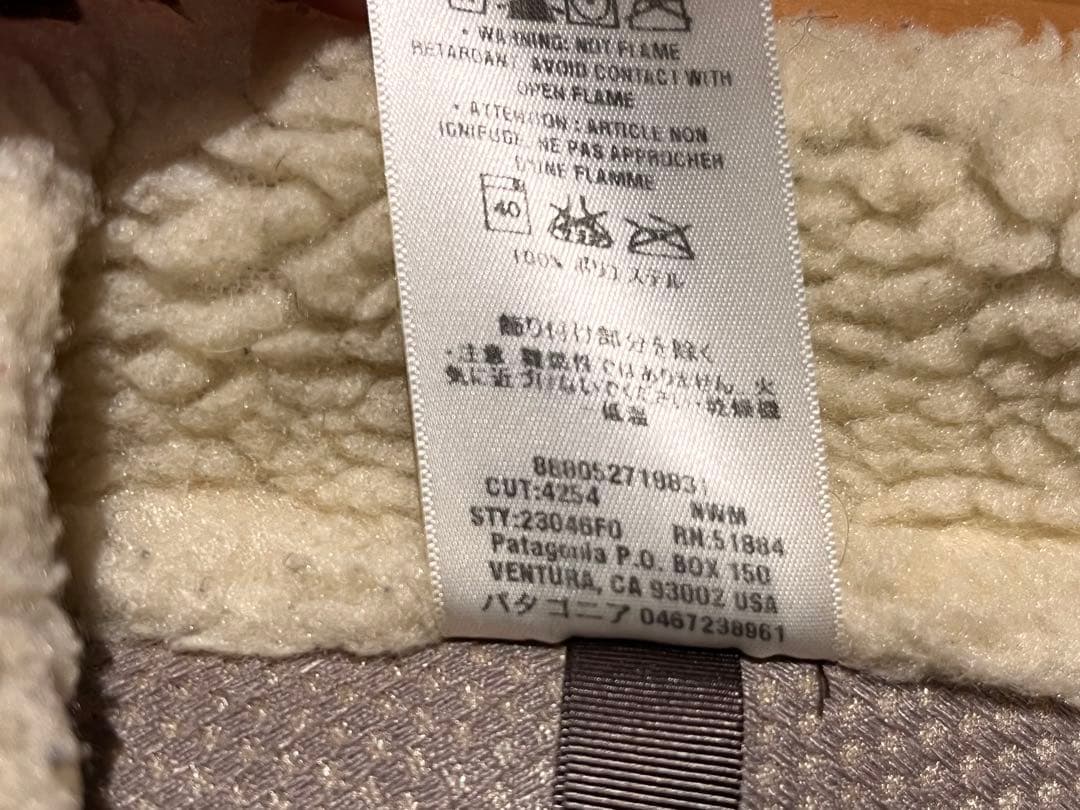 • WARNING: NOT FLAME
RETARDAN . AVOID CONTACT WITH
OPEN FLAME
• ATTENTION : ARTICLE NON
IGNIFUGE. NE PAS APPROCHER
D'UNE FLAMME
40
100% ポリエステル
飾り付け部分を除く
・注意 難燃性ではありません。火
気に近づけないでください。乾燥機
低温
CUT:4254 NWM
STY:23046F0 RN.51884
Patagonia P.O. BOX 150
VENTURA, CA 93002 USA
パタゴニア 0467238961